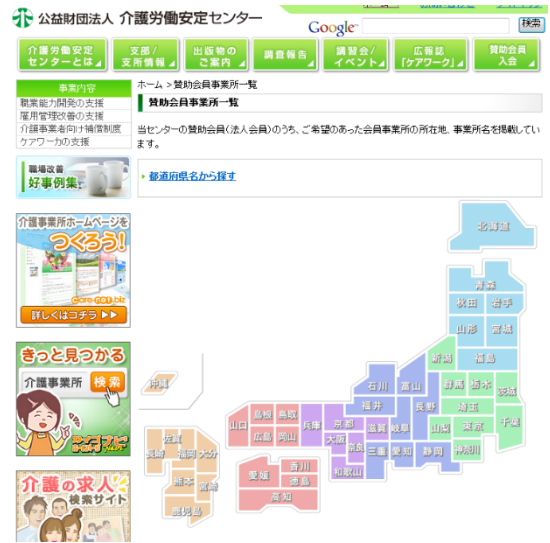 公益財団法人 介護労働安定センター
Google
検索
介護労働安定
センターとは
支部/
支所情報
出版物の
ご案内
調査報告
講習会/
イベント
広報誌
「ケアワーク」
賛助会員
入会
事業内容
職業能力開発の支援
雇用管理改善の支援
介護事業者向け補償制度
ケアワーカの支援
職場改善
好事例集
介護事業所ホームページを
つくろう!
care-net.biz
詳しくはコチラ
きっと見つかる
介護事業所 検索
介護の求人
検索サイト
ホーム > 賛助会員事業所一覧
賛助会員事業所一覧
当センターの賛助会員(法人会員)のうち、ご希望のあった会員事業所の所在地、事業所名を掲載してい
ます。
都道府県名から探す
北海道
青森
秋田 岩手
山形 宮城
新潟 福島
沖縄
石川 富山 群馬 栃木 茨城
島根 鳥取 兵庫 京都 福井 長野 埼玉 千葉
山口 広島 岡山 大阪 奈良 滋賀 岐阜 山梨 東京
和歌山 三重 愛知 静岡 神奈川
佐賀
長崎 福岡 大分
熊本 宮崎
鹿児島
愛媛 香川
徳島
高知